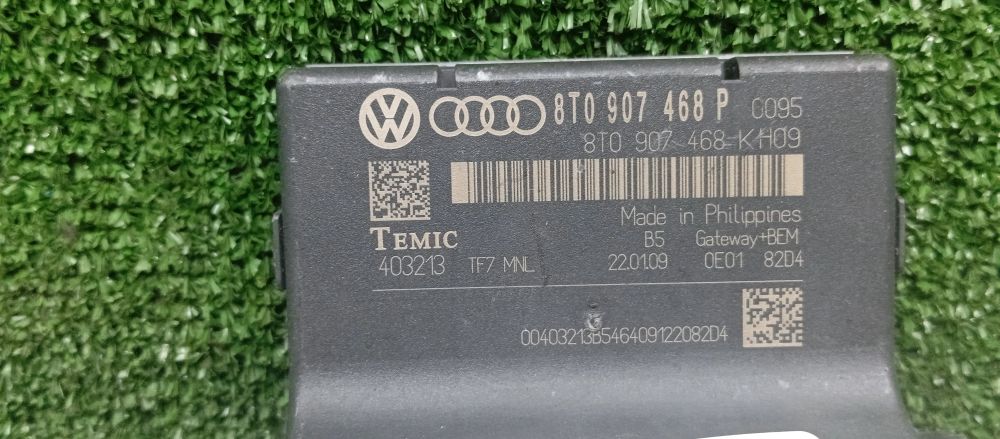 8T0 907 468 P C095
8T0 907 468-KH09
Made in Philippines
TEMIC B5 Gateway+BEM
403213 TF7 MNL 22.01.09 0E01 82D4
00403213B546409122082D4